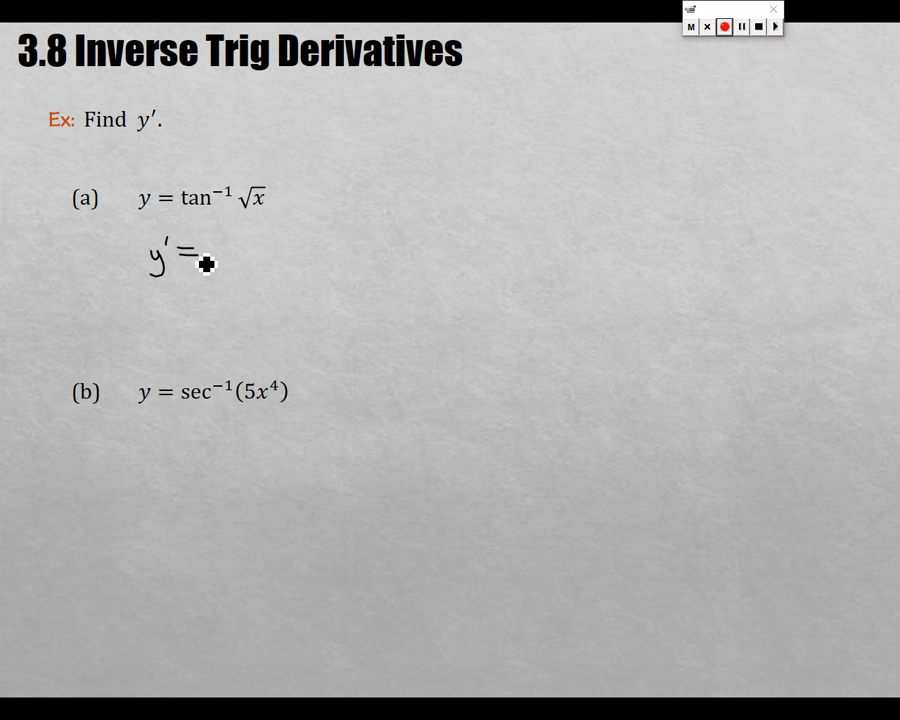 M
3.8 Inverse Trig Derivatives
Ex: Find y′.
(a) y = tan⁻¹ √x
y' =
(b) y = sec⁻¹(5x⁴)